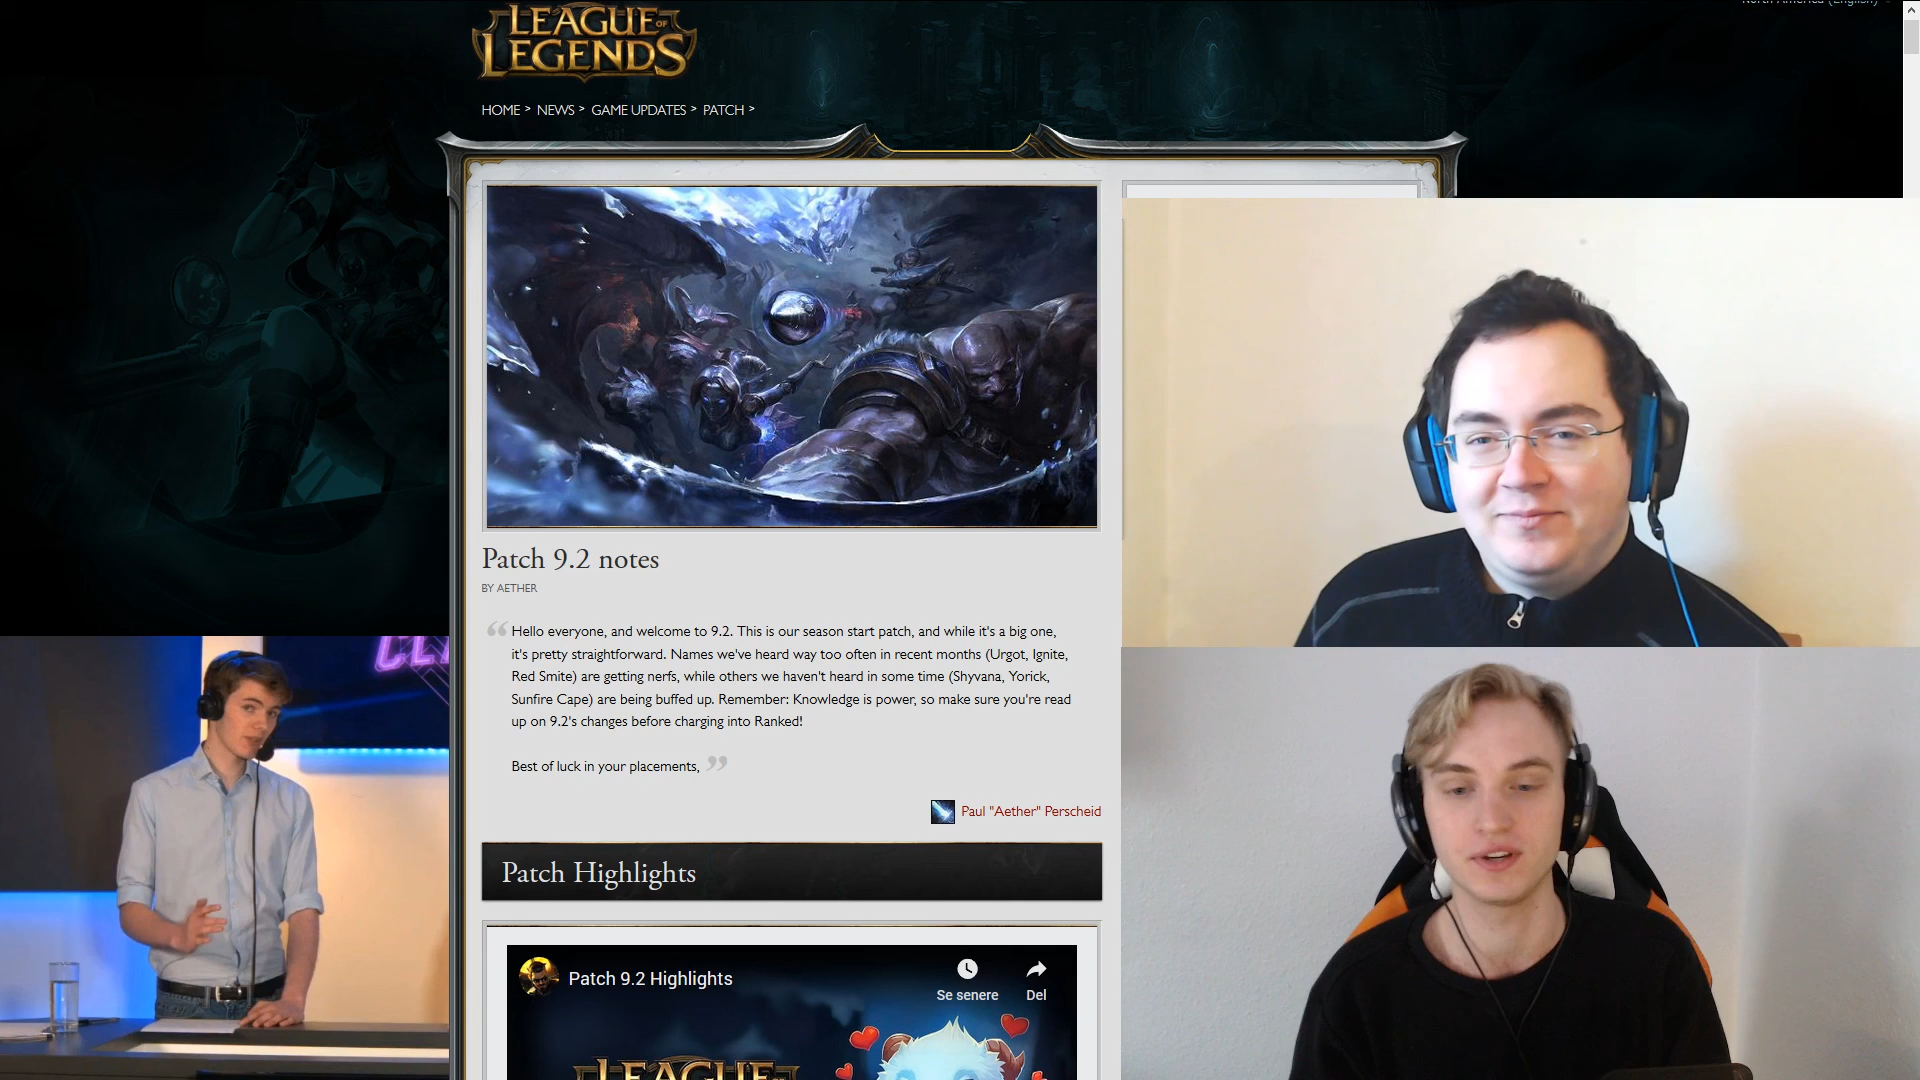 North America (English)
LEAGUE OF
LEGENDS
HOME > NEWS > GAME UPDATES > PATCH >
Patch 9.2 notes
BY AETHER
“ Hello everyone, and welcome to 9.2. This is our season start patch, and while it's a big one,
it's pretty straightforward. Names we've heard way too often in recent months (Urgot, Ignite,
Red Smite) are getting nerfs, while others we haven't heard in some time (Shyvana, Yorick,
Sunfire Cape) are being buffed up. Remember: Knowledge is power, so make sure you're read
up on 9.2's changes before charging into Ranked!
Best of luck in your placements, ”
Paul "Aether" Perscheid
Patch Highlights
Patch 9.2 Highlights
Se senere
Del
LEAGUE